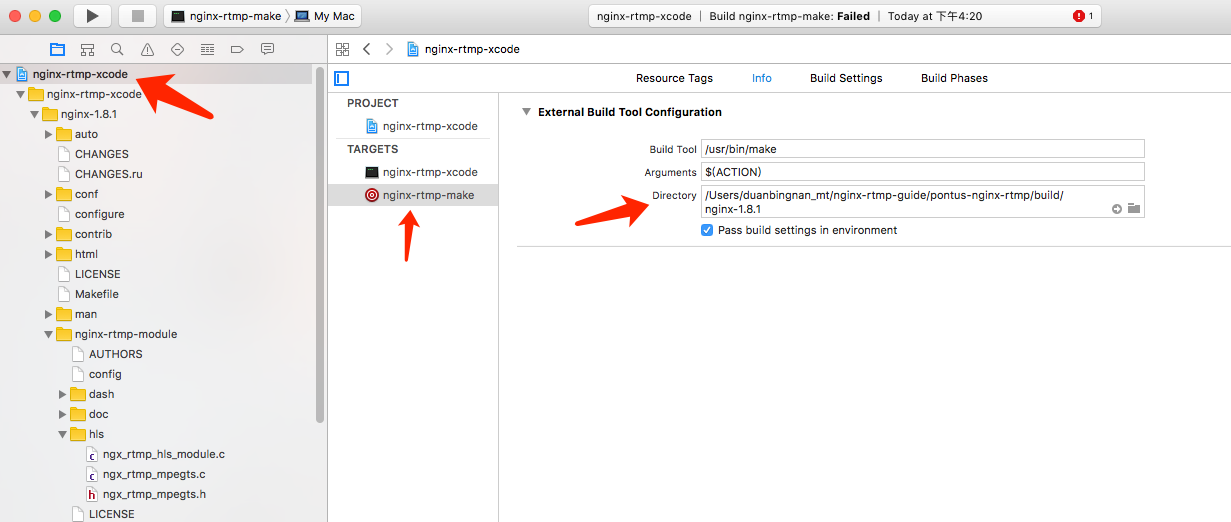 nginx-rtmp-make 〉 My Mac
nginx-rtmp-xcode | Build nginx-rtmp-make: Failed | Today at 下午4:20
1
nginx-rtmp-xcode
nginx-rtmp-xcode
nginx-1.8.1
auto
CHANGES
CHANGES.ru
conf
configure
contrib
html
LICENSE
Makefile
man
nginx-rtmp-module
AUTHORS
config
dash
doc
hls
c ngx_rtmp_hls_module.c
c ngx_rtmp_mpegts.c
h ngx_rtmp_mpegts.h
LICENSE
nginx-rtmp-xcode
Resource Tags
Info
Build Settings
Build Phases
PROJECT
nginx-rtmp-xcode
TARGETS
nginx-rtmp-xcode
nginx-rtmp-make
External Build Tool Configuration
Build Tool /usr/bin/make
Arguments $(ACTION)
Directory /Users/duanbingnan_mt/nginx-rtmp-guide/pontus-nginx-rtmp/build/
nginx-1.8.1
Pass build settings in environment